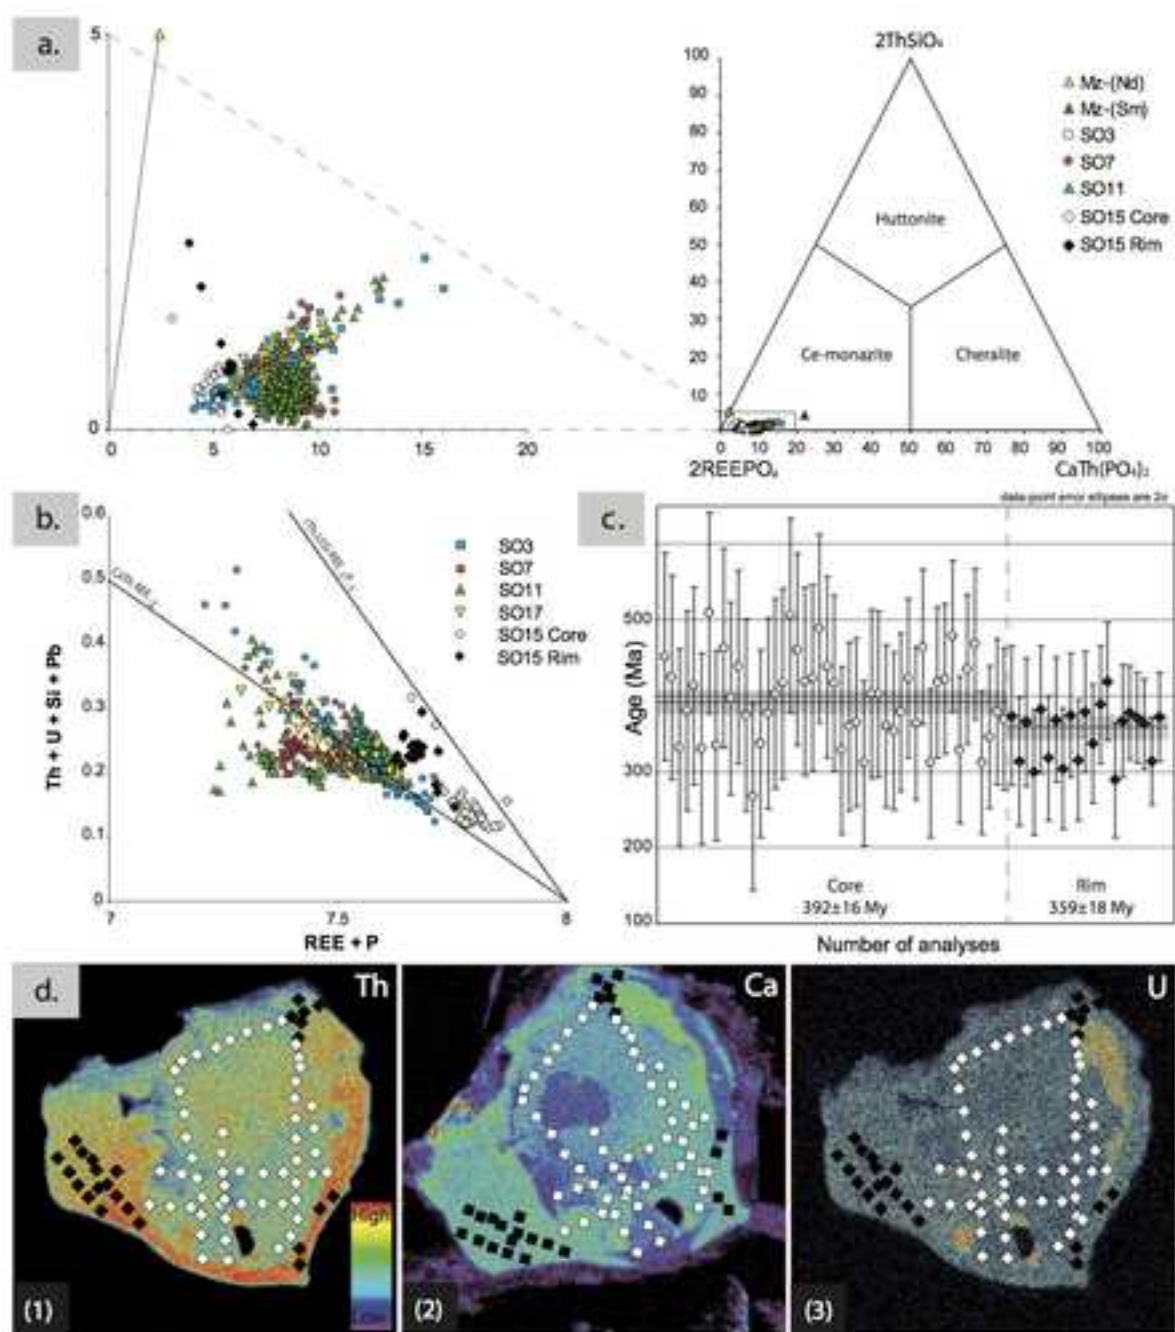 a.
5
0
0
5
10
15
20
2ThSiO₄
100
90
80
70
60
50
40
30
20
10
0
Huttonite
Ce-monazite
Cheralite
0 10 20 30 40 50 60 70 80 90 100
2REEPO₄
CaTh(PO₄)₂
Mz-(Nd)
Mz-(Sm)
SO3
SO7
SO11
SO15 Core
SO15 Rim
b.
0.6
0.5
0.4
0.3
0.2
0.1
0
7
7.5
8
Th + U + Si + Pb
REE + P
SO3
SO7
SO11
SO17
SO15 Core
SO15 Rim
c.
data-point error ellipses are 2σ
Age (Ma)
500
300
200
100
Core
392±16 My
Rim
359±18 My
Number of analyses
d.
Th
High
Low
(1)
Ca
(2)
U
(3)